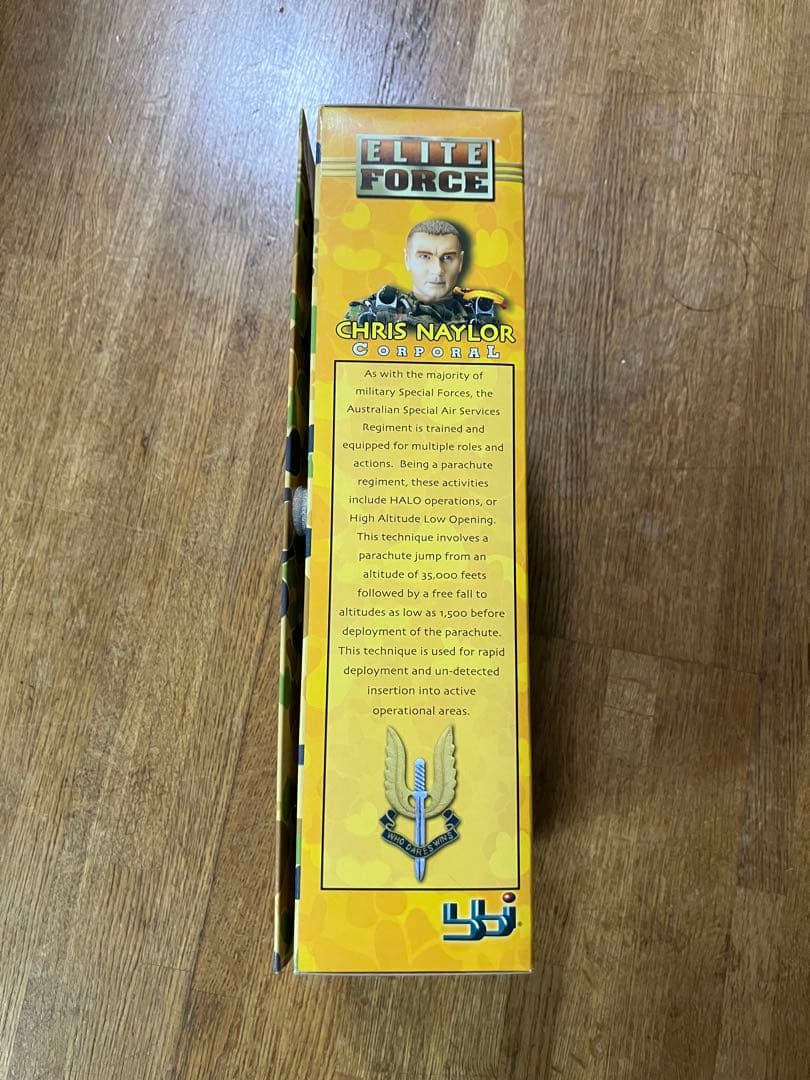 ELITE
FORCE
CHRIS NAYLOR
CORPORAL
As with the majority of
military Special Forces, the
Australian Special Air Services
Regiment is trained and
equipped for multiple roles and
actions. Being a parachute
regiment, these activities
include HALO operations, or
High Altitude Low Opening.
This technique involves a
parachute jump from an
altitude of 35,000 feets
followed by a free fall to
altitudes as low as 1,500 before
deployment of the parachute.
This technique is used for rapid
deployment and un-detected
insertion into active
operational areas.
WHO DARES WINS
bbi®